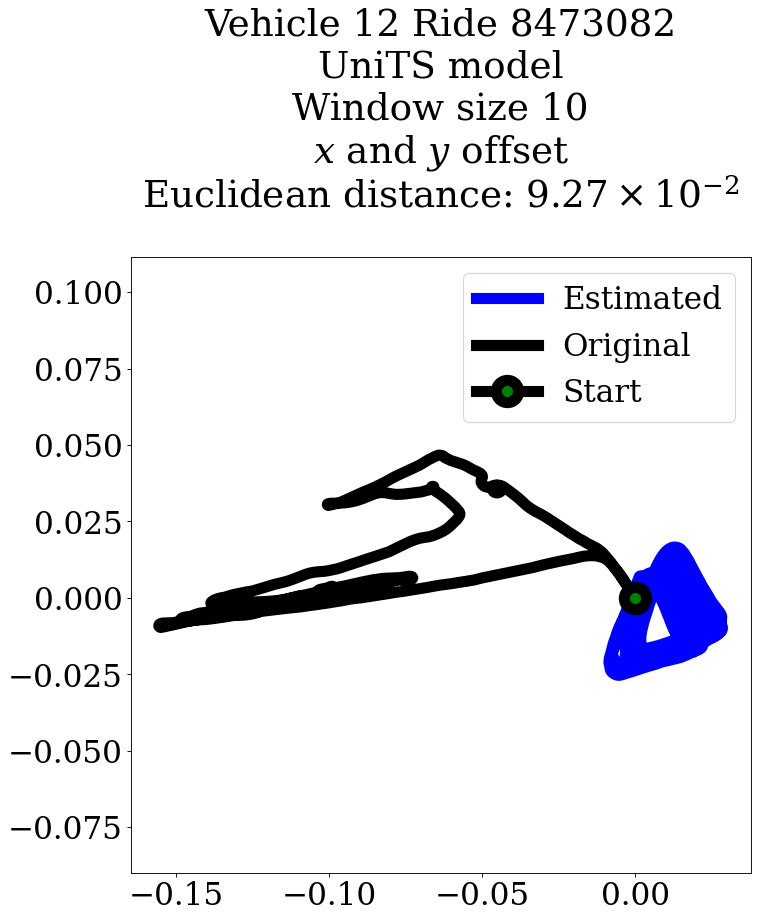 Vehicle 12 Ride 8473082
UniTS model
Window size 10
x and y offset
Euclidean distance: 9.27 × 10⁻²
Estimated
Original
Start
0.100
0.075
0.050
0.025
0.000
−0.025
−0.050
−0.075
−0.15 −0.10 −0.05 0.00